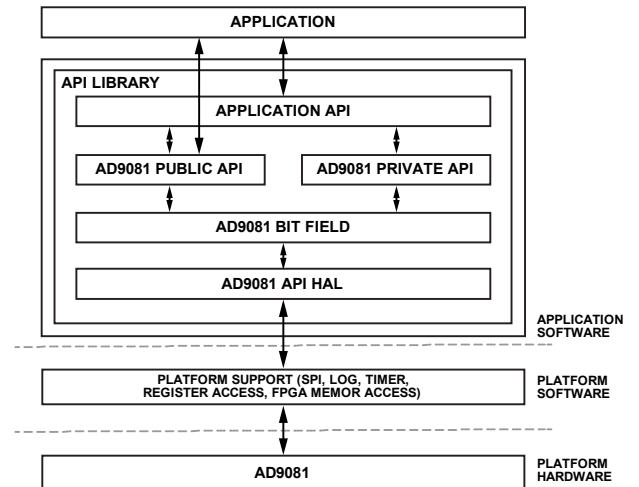 APPLICATION
API LIBRARY
APPLICATION API
AD9081 PUBLIC API
AD9081 PRIVATE API
AD9081 BIT FIELD
AD9081 API HAL
APPLICATION
SOFTWARE
PLATFORM SUPPORT (SPI, LOG, TIMER,
REGISTER ACCESS, FPGA MEMOR ACCESS)
PLATFORM
SOFTWARE
AD9081
PLATFORM
HARDWARE